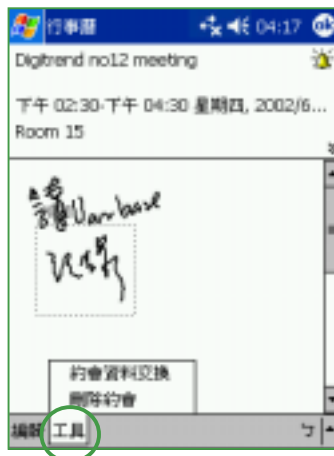 行事曆 04:17 ok
Digitrend no12 meeting
下午 02:30-下午 04:30 星期四, 2002/6...
Room 15
約會資料交換
刪除約會
編輯 工具 ㄅ